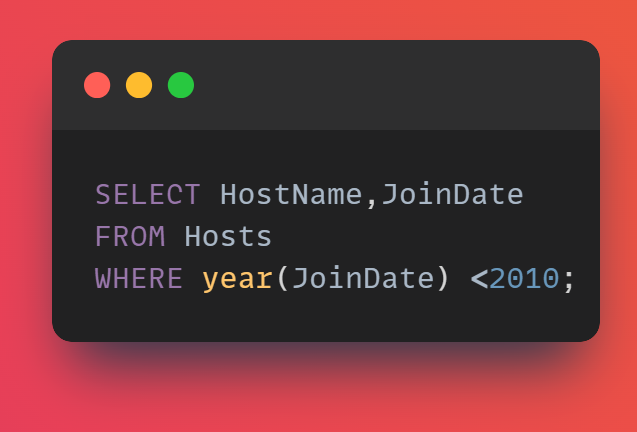 SELECT HostName,JoinDate
FROM Hosts
WHERE year(JoinDate) <2010;